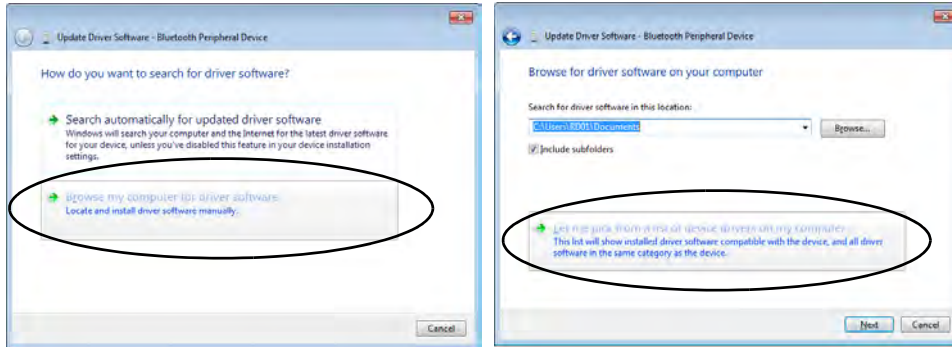 Update Driver Software - Bluetooth Peripheral Device
How do you want to search for driver software?
Search automatically for updated driver software
Windows will search your computer and the Internet for the latest driver software
for your device, unless you've disabled this feature in your device installation
settings.
Browse my computer for driver software
Locate and install driver software manually.
Cancel
Update Driver Software - Bluetooth Peripheral Device
Browse for driver software on your computer
Search for driver software in this location:
C:\Users\K001\Documents
Browse...
Include subfolders
Let me pick from a list of device drivers on my computer
This list will show installed driver software compatible with the device, and all driver
software in the same category as the device.
Next
Cancel